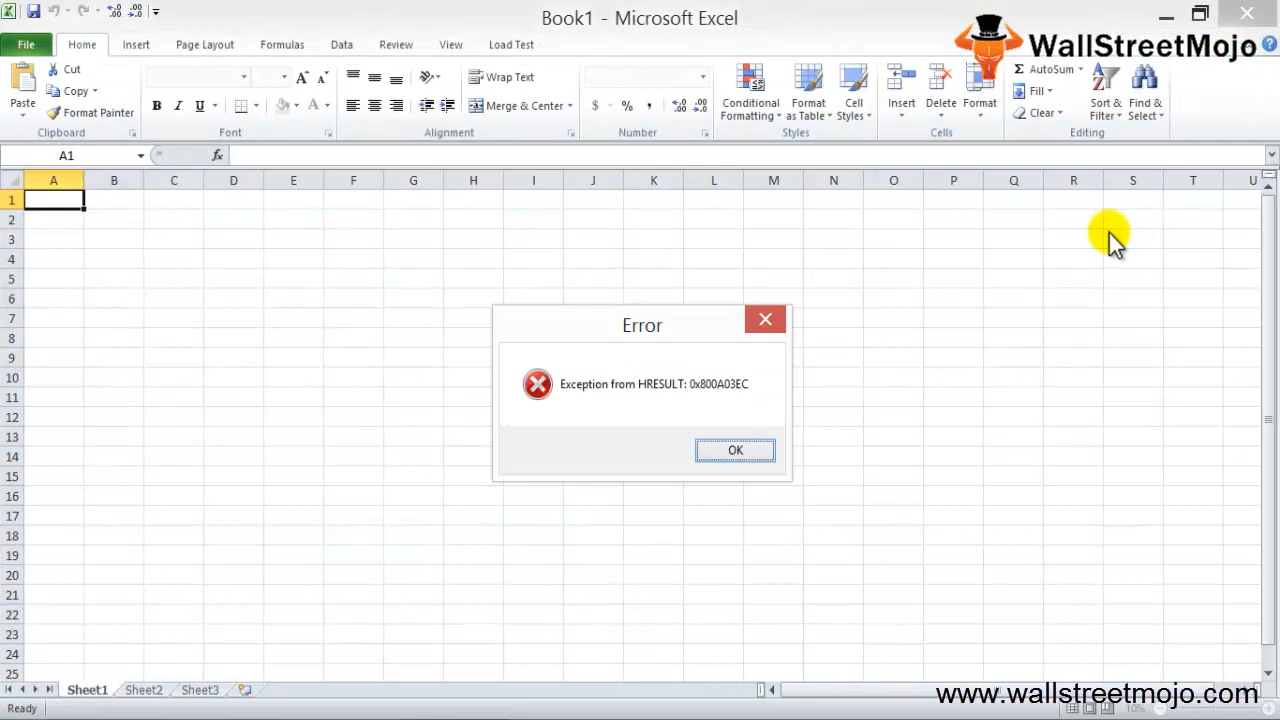 Book1 - Microsoft Excel
WallStreetMojo
File Home Insert Page Layout Formulas Data Review View Load Test
Paste
Cut
Copy
Format Painter
Clipboard
B I U
A A A
Font
Wrap Text
Merge & Center
Alignment
$ % ,
Number
Conditional Formatting
Format as Table
Cell Styles
Styles
Insert
Delete
Format
Cells
Σ AutoSum
Fill
Clear
Sort & Filter
Find & Select
Editing
A1
fx
A B C D E F G H I J K L M N O P Q R S T U
1
2
3
4
5
6
7
8
9
10
11
12
13
14
15
16
17
18
19
20
21
22
23
24
25
Error
Exception from HRESULT: 0x800A03EC
OK
Sheet1 Sheet2 Sheet3
www.wallstreetmojo.com
Ready
10%